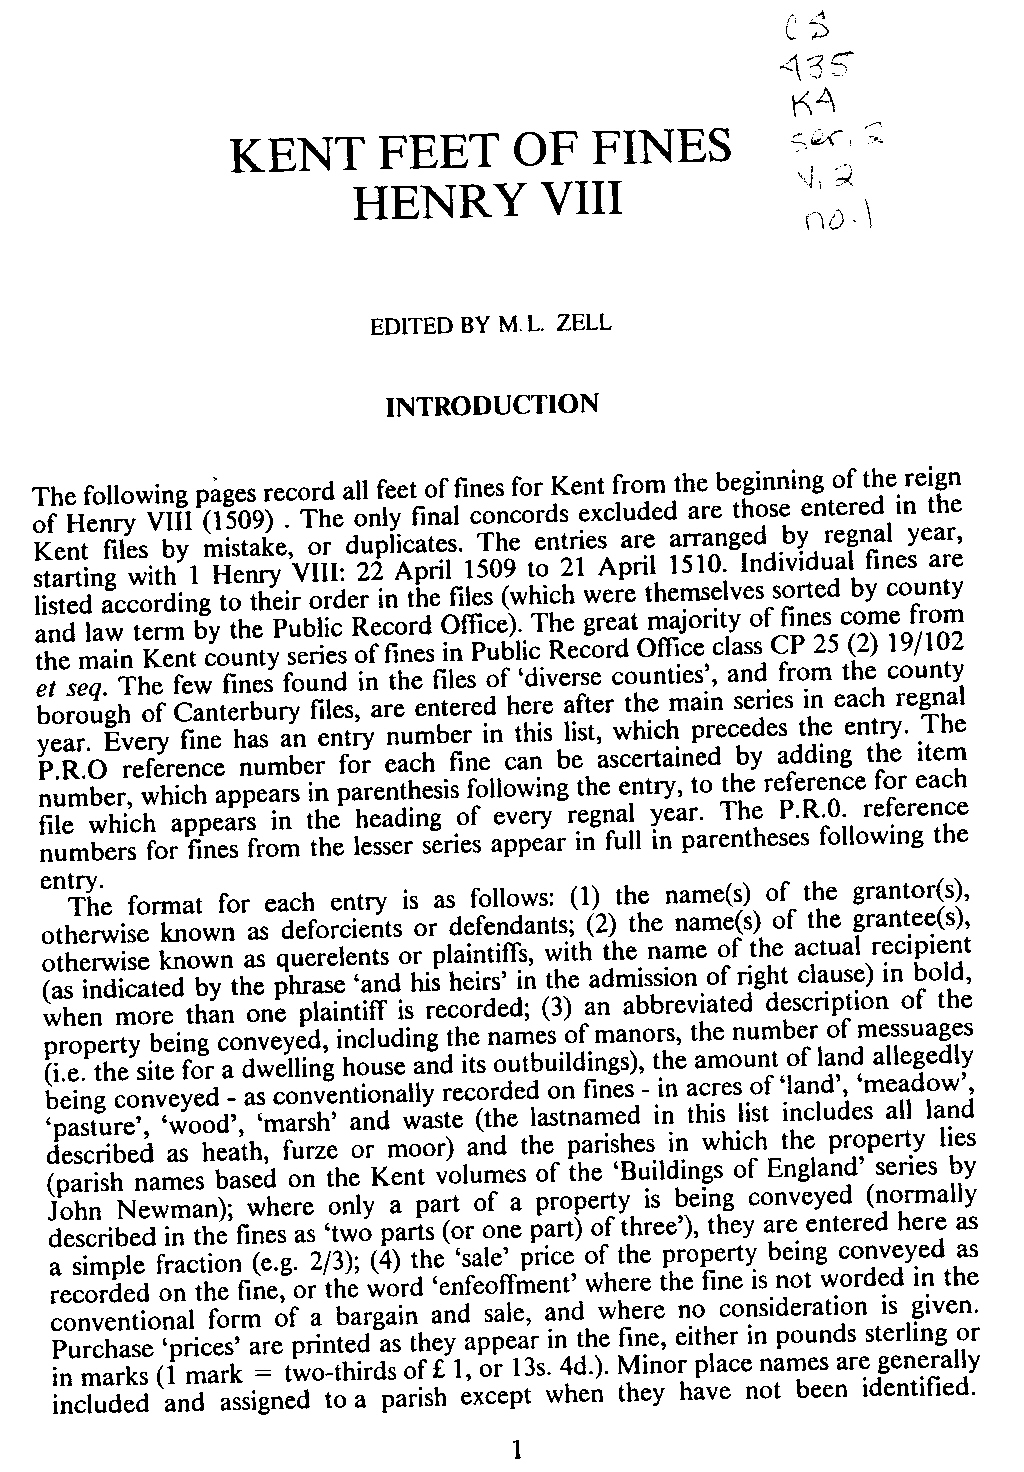 CS
435
KA
ser. 2
v. 2
no. 1
KENT FEET OF FINES
HENRY VIII
EDITED BY M. L. ZELL
INTRODUCTION
The following pages record all feet of fines for Kent from the beginning of the reign
of Henry VIII (1509) . The only final concords excluded are those entered in the
Kent files by mistake, or duplicates. The entries are arranged by regnal year,
starting with 1 Henry VIII: 22 April 1509 to 21 April 1510. Individual fines are
listed according to their order in the files (which were themselves sorted by county
and law term by the Public Record Office). The great majority of fines come from
the main Kent county series of fines in Public Record Office class CP 25 (2) 19/102
et seq. The few fines found in the files of ‘diverse counties’, and from the county
borough of Canterbury files, are entered here after the main series in each regnal
year. Every fine has an entry number in this list, which precedes the entry. The
P.R.O reference number for each fine can be ascertained by adding the item
number, which appears in parenthesis following the entry, to the reference for each
file which appears in the heading of every regnal year. The P.R.O. reference
numbers for fines from the lesser series appear in full in parentheses following the
entry.
The format for each entry is as follows: (1) the name(s) of the grantor(s),
otherwise known as deforcients or defendants; (2) the name(s) of the grantee(s),
otherwise known as querelents or plaintiffs, with the name of the actual recipient
(as indicated by the phrase ‘and his heirs’ in the admission of right clause) in bold,
when more than one plaintiff is recorded; (3) an abbreviated description of the
property being conveyed, including the names of manors, the number of messuages
(i.e. the site for a dwelling house and its outbuildings), the amount of land allegedly
being conveyed - as conventionally recorded on fines - in acres of ‘land’, ‘meadow’,
‘pasture’, ‘wood’, ‘marsh’ and waste (the lastnamed in this list includes all land
described as heath, furze or moor) and the parishes in which the property lies
(parish names based on the Kent volumes of the ‘Buildings of England’ series by
John Newman); where only a part of a property is being conveyed (normally
described in the fines as ‘two parts (or one part) of three’), they are entered here as
a simple fraction (e.g. 2/3); (4) the ‘sale’ price of the property being conveyed as
recorded on the fine, or the word ‘enfeoffment’ where the fine is not worded in the
conventional form of a bargain and sale, and where no consideration is given.
Purchase ‘prices’ are printed as they appear in the fine, either in pounds sterling or
in marks (1 mark = two-thirds of £ 1, or 13s. 4d.). Minor place names are generally
included and assigned to a parish except when they have not been identified.
1